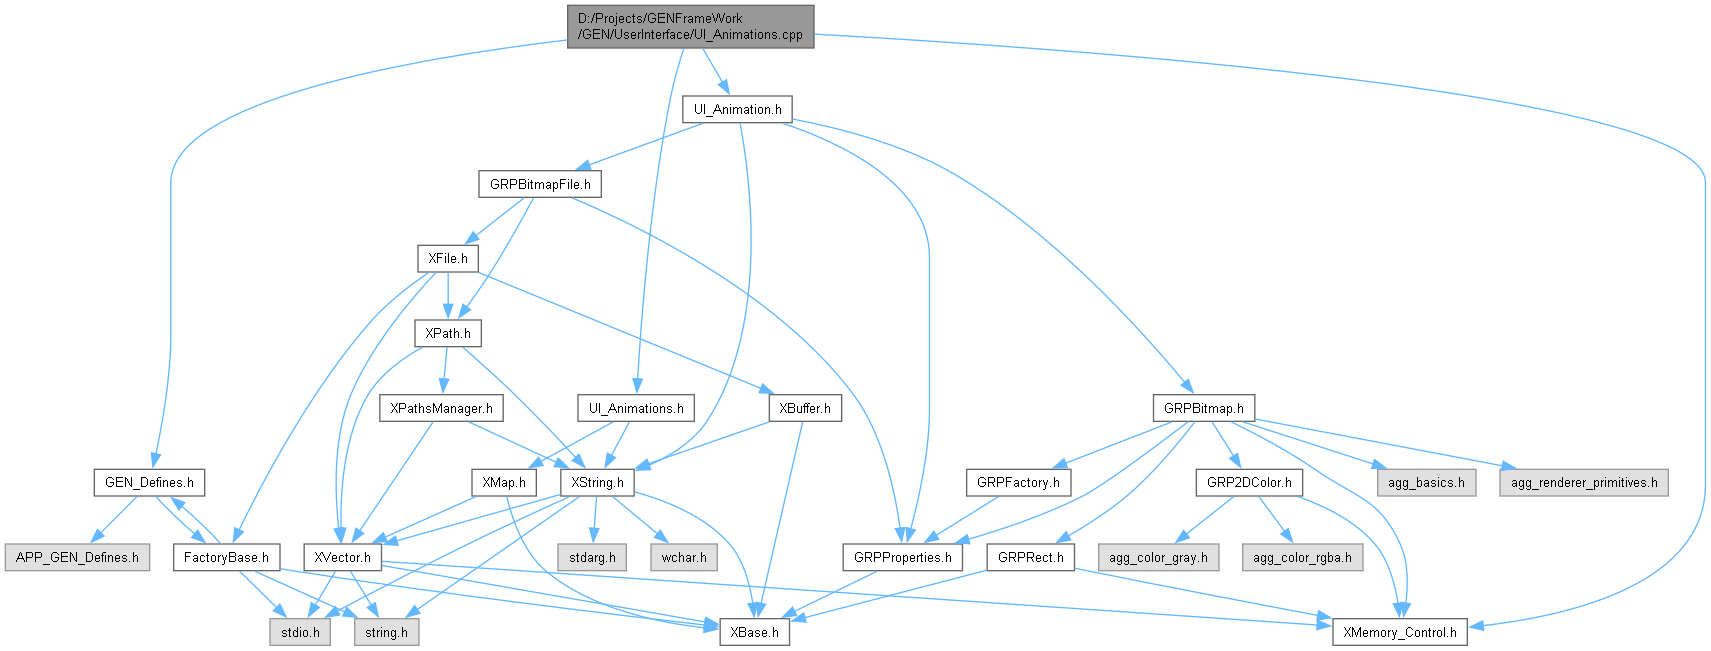 D:/Projects/GENFrameWork
/GEN/UserInterface/UI_Animations.cpp
UI_Animation.h
GRPBitmapFile.h
XFile.h
XPath.h
XPathsManager.h
UI_Animations.h
XBuffer.h
GRPBitmap.h
GEN_Defines.h
XMap.h
XString.h
GRPFactory.h
GRP2DColor.h
agg_basics.h
agg_renderer_primitives.h
APP_GEN_Defines.h
FactoryBase.h
XVector.h
stdarg.h
wchar.h
GRPProperties.h
GRPRect.h
agg_color_gray.h
agg_color_rgba.h
stdio.h
string.h
XBase.h
XMemory_Control.h